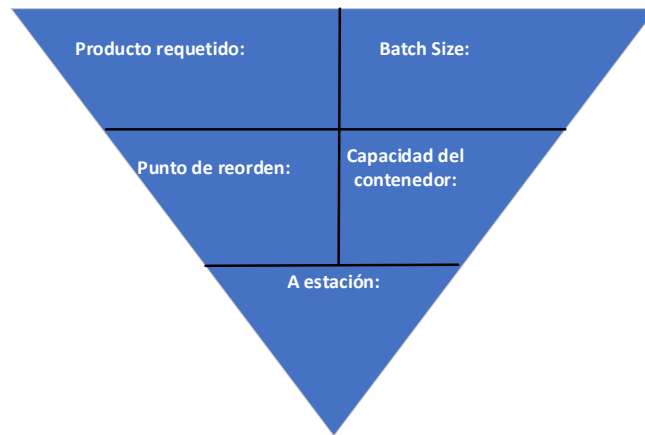 Producto requetido:
Batch Size:
Punto de reorden:
Capacidad del
contenedor:
A estación: